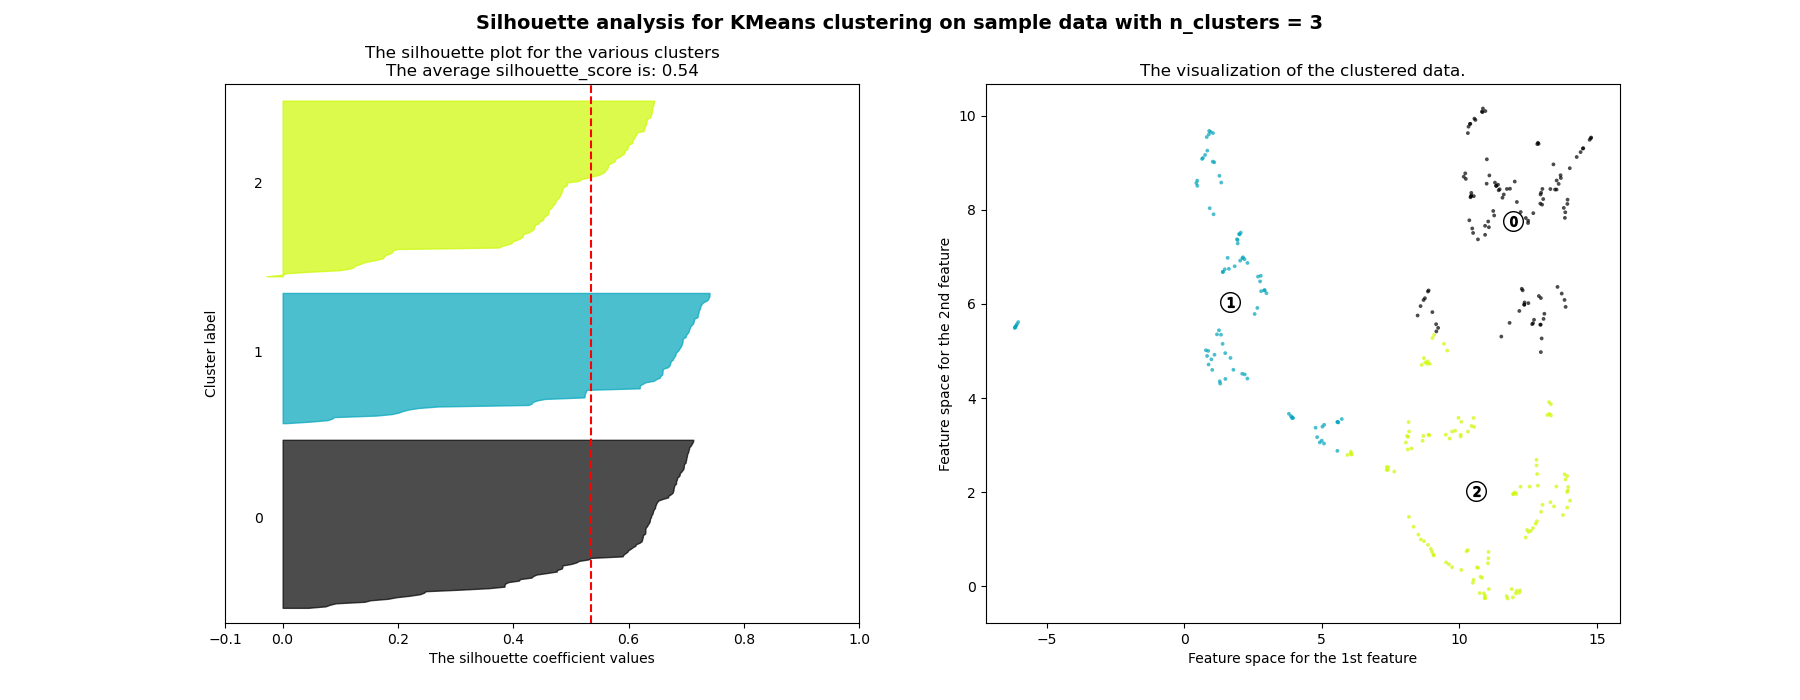 Silhouette analysis for KMeans clustering on sample data with n_clusters = 3
The silhouette plot for the various clusters
The average silhouette_score is: 0.54
Cluster label
2
1
0
−0.1 0.0 0.2 0.4 0.6 0.8 1.0
The silhouette coefficient values
The visualization of the clustered data.
Feature space for the 2nd feature
10
8
6
4
2
0
0
1
2
−5 0 5 10 15
Feature space for the 1st feature